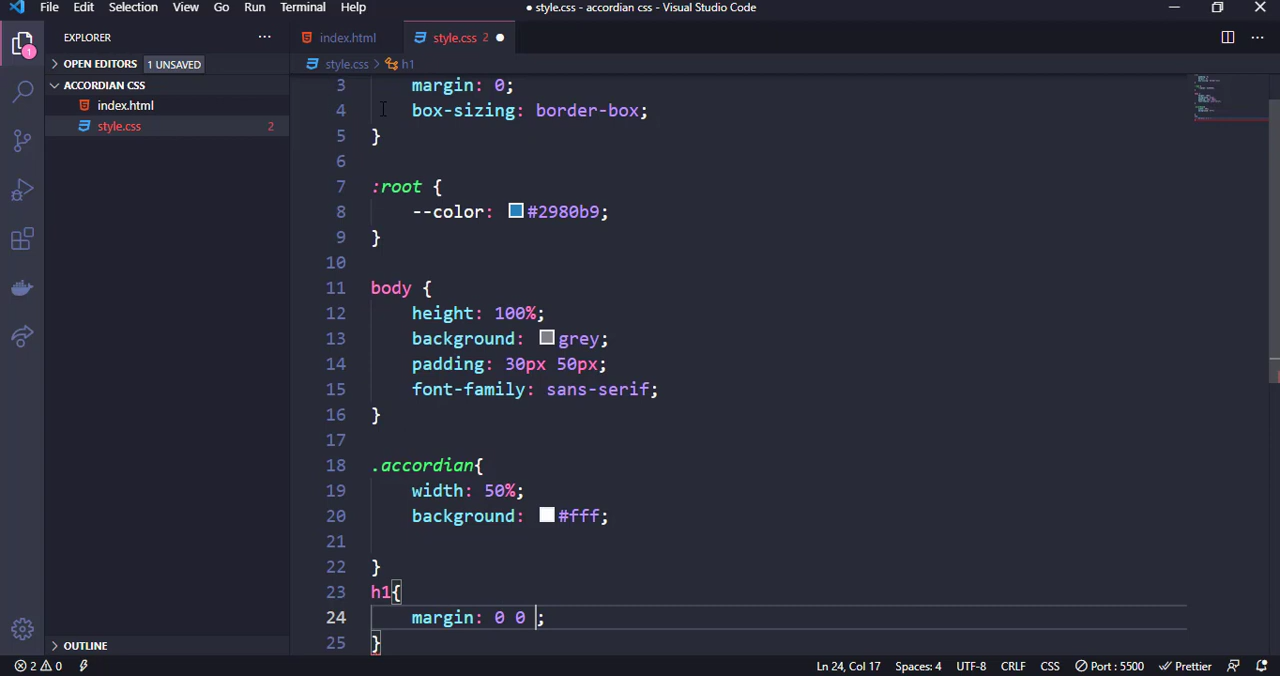 File Edit Selection View Go Run Terminal Help ● style.css - accordian css - Visual Studio Code
EXPLORER ··· index.html style.css 2 ●
OPEN EDITORS 1 UNSAVED style.css > h1
ACCORDIAN CSS
index.html
style.css 2
1
3 margin: 0;
4 box-sizing: border-box;
5 }
6
7 :root {
8 --color: #2980b9;
9 }
10
11 body {
12 height: 100%;
13 background: grey;
14 padding: 30px 50px;
15 font-family: sans-serif;
16 }
17
18 .accordian{
19 width: 50%;
20 background: #fff;
21
22 }
23 h1{
24 margin: 0 0 ;
25 }
OUTLINE
2 0 Ln 24, Col 17 Spaces: 4 UTF-8 CRLF CSS Port : 5500 Prettier